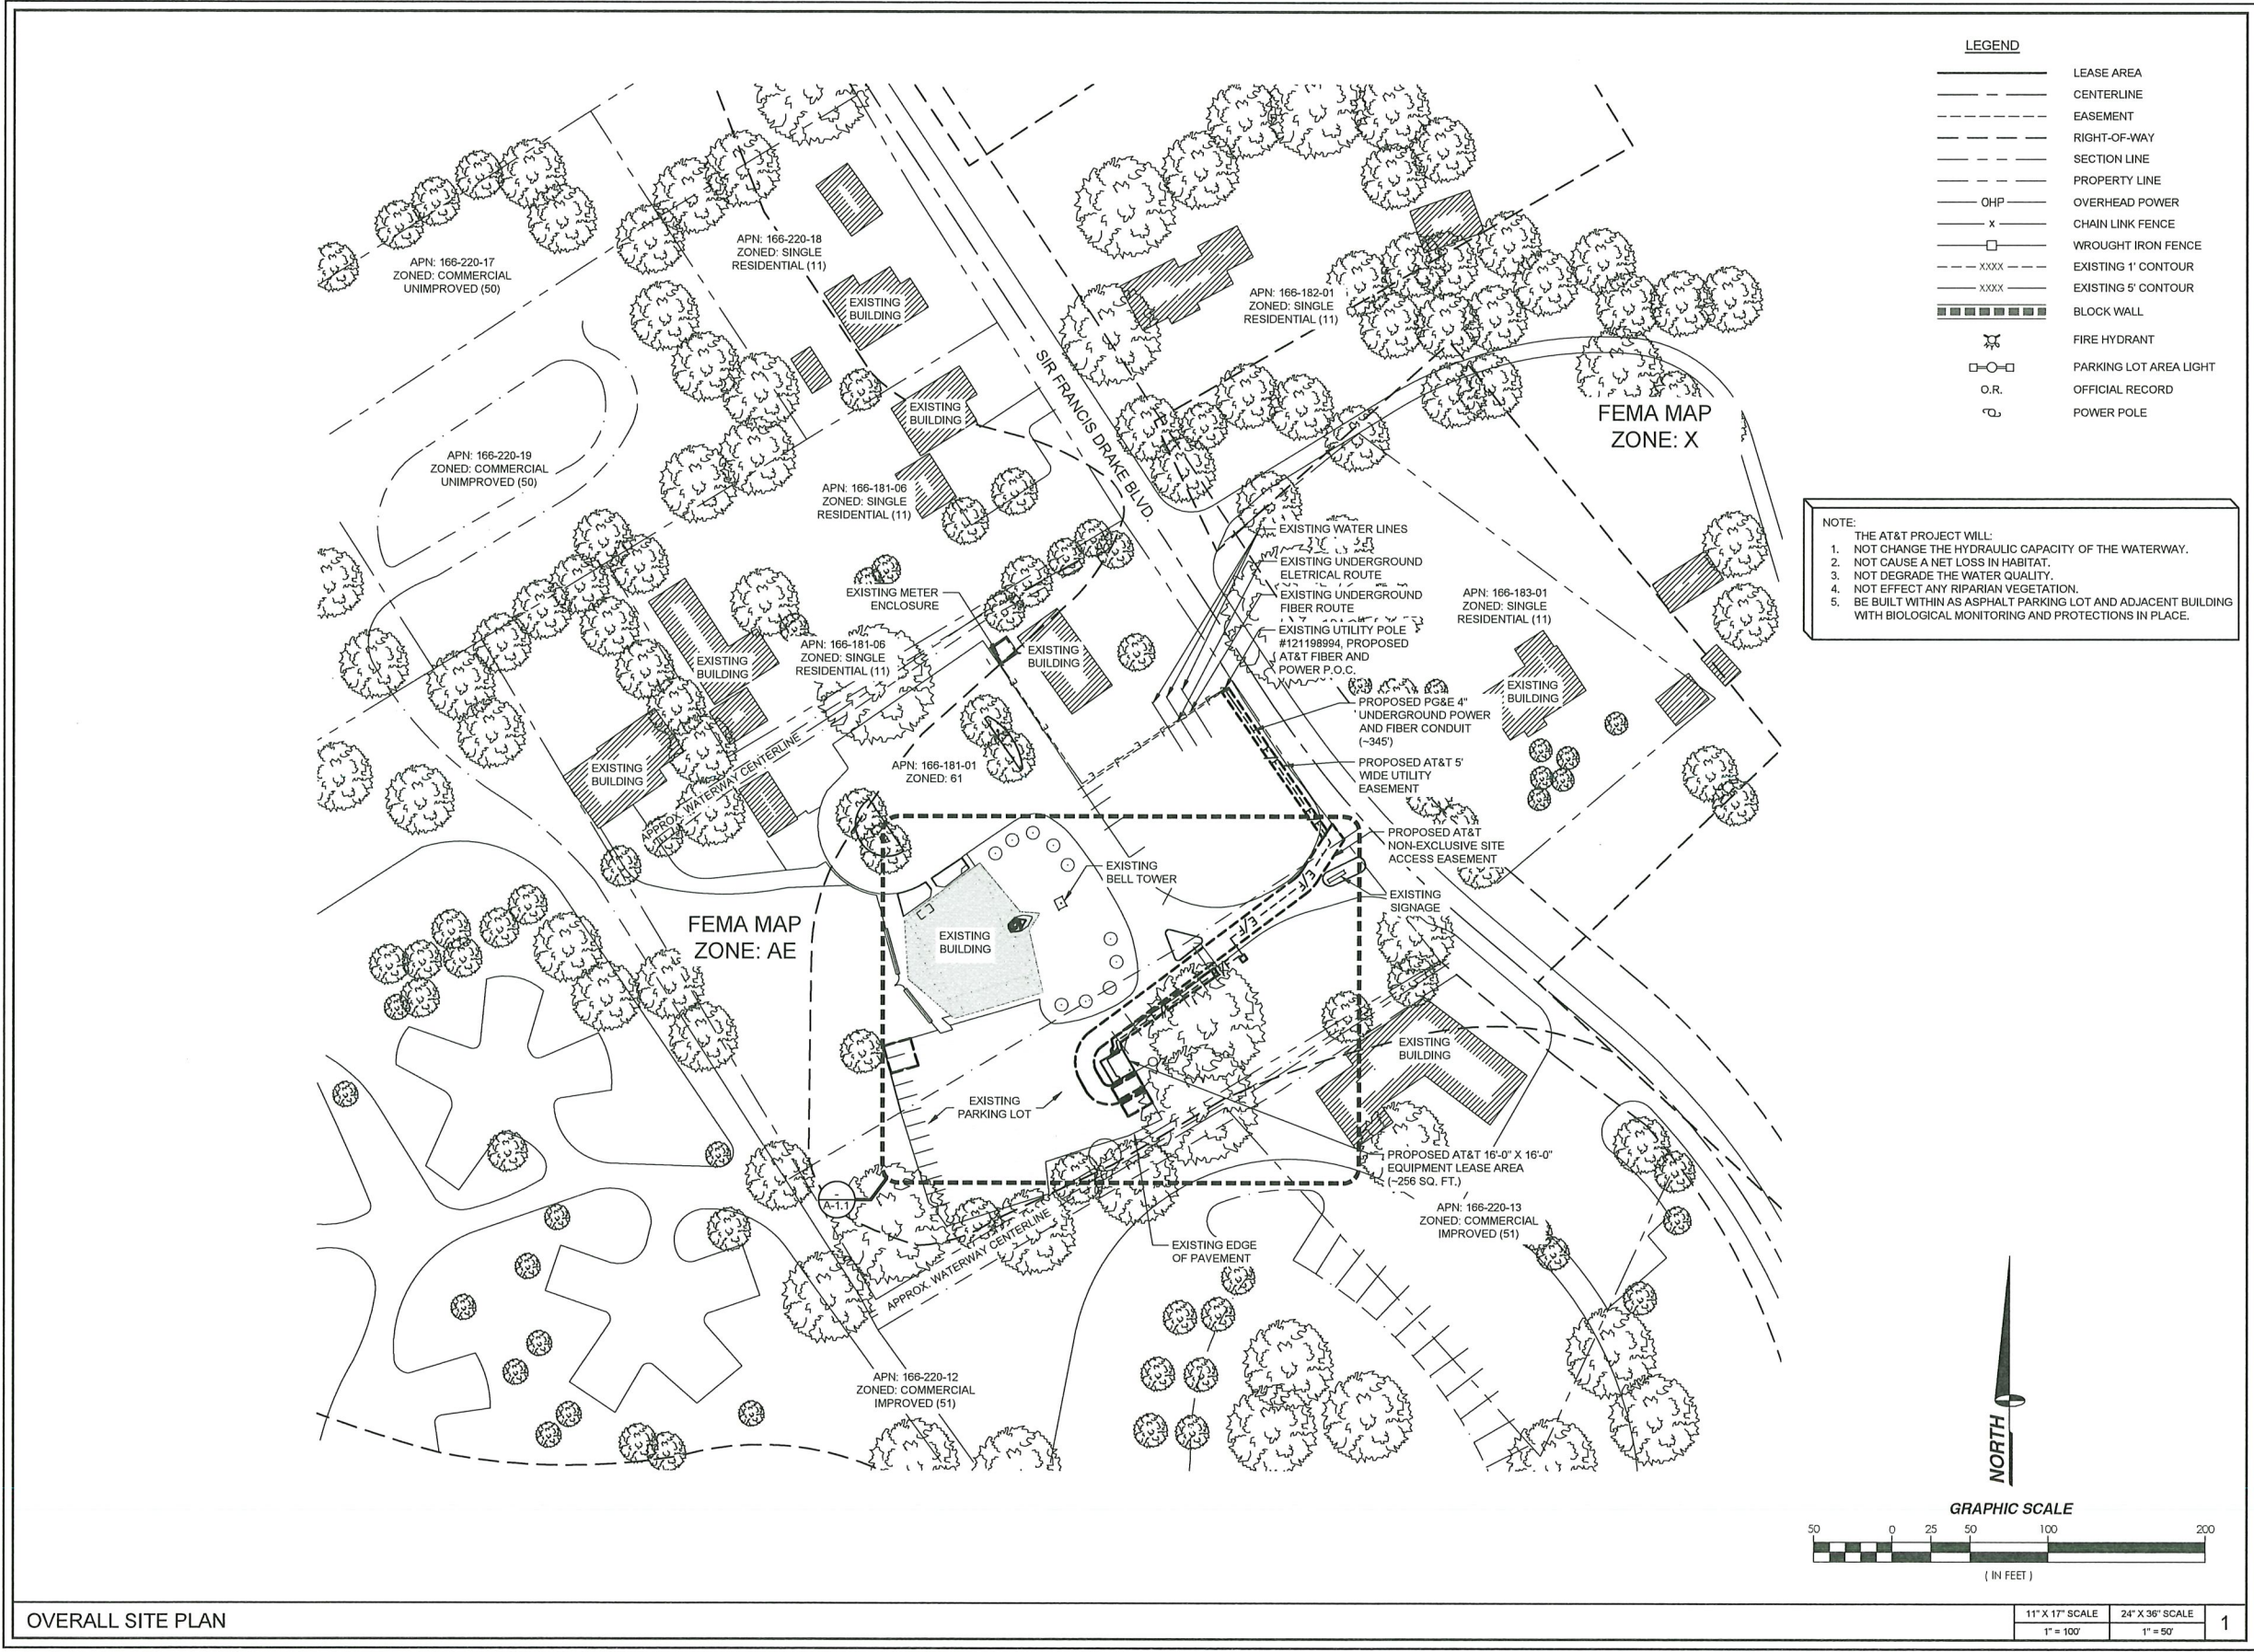 LEGEND
LEASE AREA
CENTERLINE
EASEMENT
RIGHT-OF-WAY
SECTION LINE
PROPERTY LINE
OHP OVERHEAD POWER
x CHAIN LINK FENCE
WROUGHT IRON FENCE
XXXX EXISTING 1' CONTOUR
XXXX EXISTING 5' CONTOUR
BLOCK WALL
FIRE HYDRANT
PARKING LOT AREA LIGHT
O.R. OFFICIAL RECORD
POWER POLE
APN: 166-220-17
ZONED: COMMERCIAL
UNIMPROVED (50)
APN: 166-220-18
ZONED: SINGLE
RESIDENTIAL (11)
EXISTING
BUILDING
APN: 166-182-01
ZONED: SINGLE
RESIDENTIAL (11)
SIR FRANCIS DRAKE BLVD.
EXISTING
BUILDING
FEMA MAP
ZONE: X
APN: 166-220-19
ZONED: COMMERCIAL
UNIMPROVED (50)
APN: 166-181-06
ZONED: SINGLE
RESIDENTIAL (11)
NOTE:
THE AT&T PROJECT WILL:
1. NOT CHANGE THE HYDRAULIC CAPACITY OF THE WATERWAY.
2. NOT CAUSE A NET LOSS IN HABITAT.
3. NOT DEGRADE THE WATER QUALITY.
4. NOT EFFECT ANY RIPARIAN VEGETATION.
5. BE BUILT WITHIN AS ASPHALT PARKING LOT AND ADJACENT BUILDING
WITH BIOLOGICAL MONITORING AND PROTECTIONS IN PLACE.
EXISTING WATER LINES
EXISTING UNDERGROUND
ELETRICAL ROUTE
EXISTING UNDERGROUND
FIBER ROUTE
EXISTING UTILITY POLE
#121198994, PROPOSED
AT&T FIBER AND
POWER P.O.C.
EXISTING METER
ENCLOSURE
APN: 166-183-01
ZONED: SINGLE
RESIDENTIAL (11)
EXISTING
BUILDING
APN: 166-181-06
ZONED: SINGLE
RESIDENTIAL (11)
EXISTING
BUILDING
EXISTING
BUILDING
PROPOSED PG&E 4"
UNDERGROUND POWER
AND FIBER CONDUIT
(~345')
PROPOSED AT&T 5'
WIDE UTILITY
EASEMENT
EXISTING
BUILDING
APPROX. WATERWAY CENTERLINE
APN: 166-181-01
ZONED: 61
PROPOSED AT&T
NON-EXCLUSIVE SITE
ACCESS EASEMENT
EXISTING
BELL TOWER
EXISTING
SIGNAGE
FEMA MAP
ZONE: AE
EXISTING
BUILDING
EXISTING
BUILDING
EXISTING
PARKING LOT
PROPOSED AT&T 16'-0" X 16'-0"
EQUIPMENT LEASE AREA
(~256 SQ. FT.)
-
A-1.1
APN: 166-220-13
ZONED: COMMERCIAL
IMPROVED (51)
APPROX. WATERWAY CENTERLINE
EXISTING EDGE
OF PAVEMENT
APN: 166-220-12
ZONED: COMMERCIAL
IMPROVED (51)
NORTH
GRAPHIC SCALE
50 0 25 50 100 200
( IN FEET )
OVERALL SITE PLAN
11" X 17" SCALE
1" = 100'
24" X 36" SCALE
1" = 50'
1